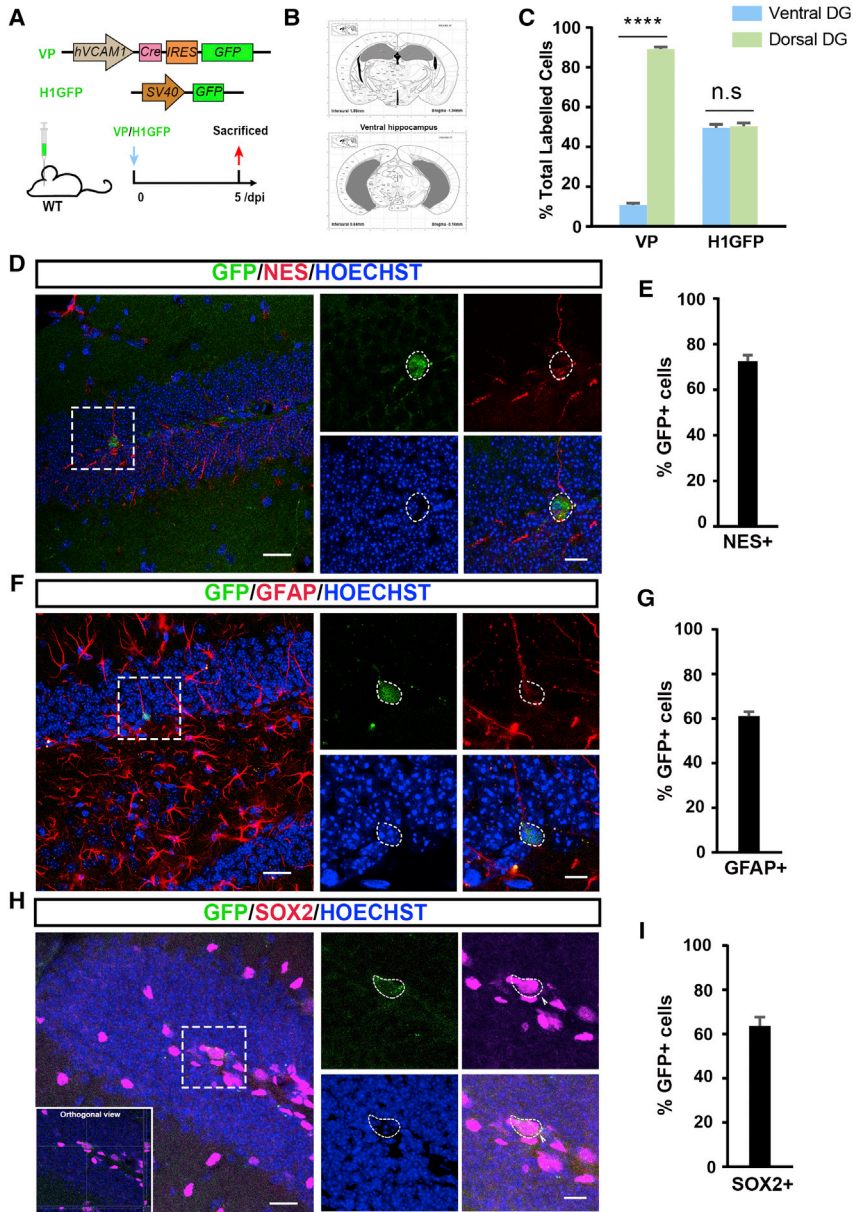 A
VP
hVCAM1 Cre IRES GFP
H1GFP
SV40 GFP
VP/H1GFP Sacrificed
WT
0 5 /dpi
B
Ventral hippocampus
C
Ventral DG
Dorsal DG
% Total Labelled Cells
100
80
60
40
20
0
****
n.s
VP H1GFP
D
GFP/NES/HOECHST
E
% GFP+ cells
100
80
60
40
20
0
NES+
F
GFP/GFAP/HOECHST
G
% GFP+ cells
100
80
60
40
20
0
GFAP+
H
GFP/SOX2/HOECHST
Orthogonal view
I
% GFP+ cells
100
80
60
40
20
0
SOX2+